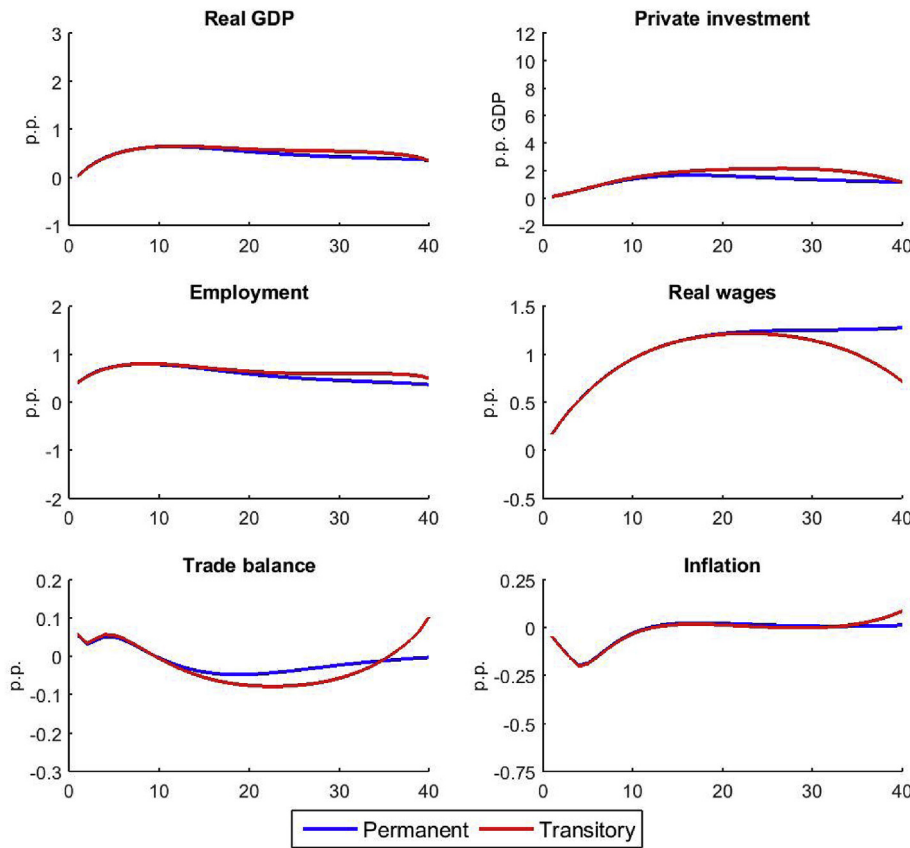 Real GDP
3
2
1
0
-1
p.p.
0 10 20 30 40
Private investment
12
10
8
6
4
2
0
-2
p.p. GDP
0 10 20 30 40
Employment
2
1
0
-1
-2
p.p.
0 10 20 30 40
Real wages
1.5
1
0.5
0
-0.5
p.p.
0 10 20 30 40
Trade balance
0.2
0.1
0
-0.1
-0.2
-0.3
p.p.
0 10 20 30 40
Inflation
0.25
0
-0.25
-0.5
-0.75
p.p.
0 10 20 30 40
Permanent Transitory